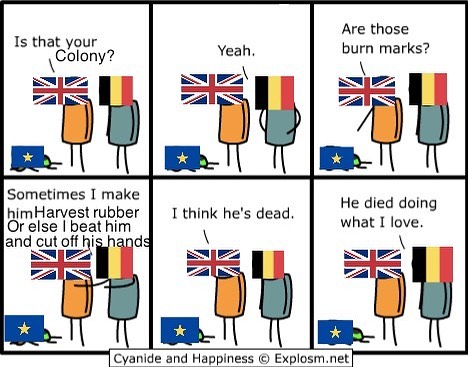 Is that your
Colony?
Yeah.
Are those
burn marks?
Sometimes I make
him Harvest rubber
Or else I beat him
and cut off his hands
I think he's dead.
He died doing
what I love.
Cyanide and Happiness © Explosm.net